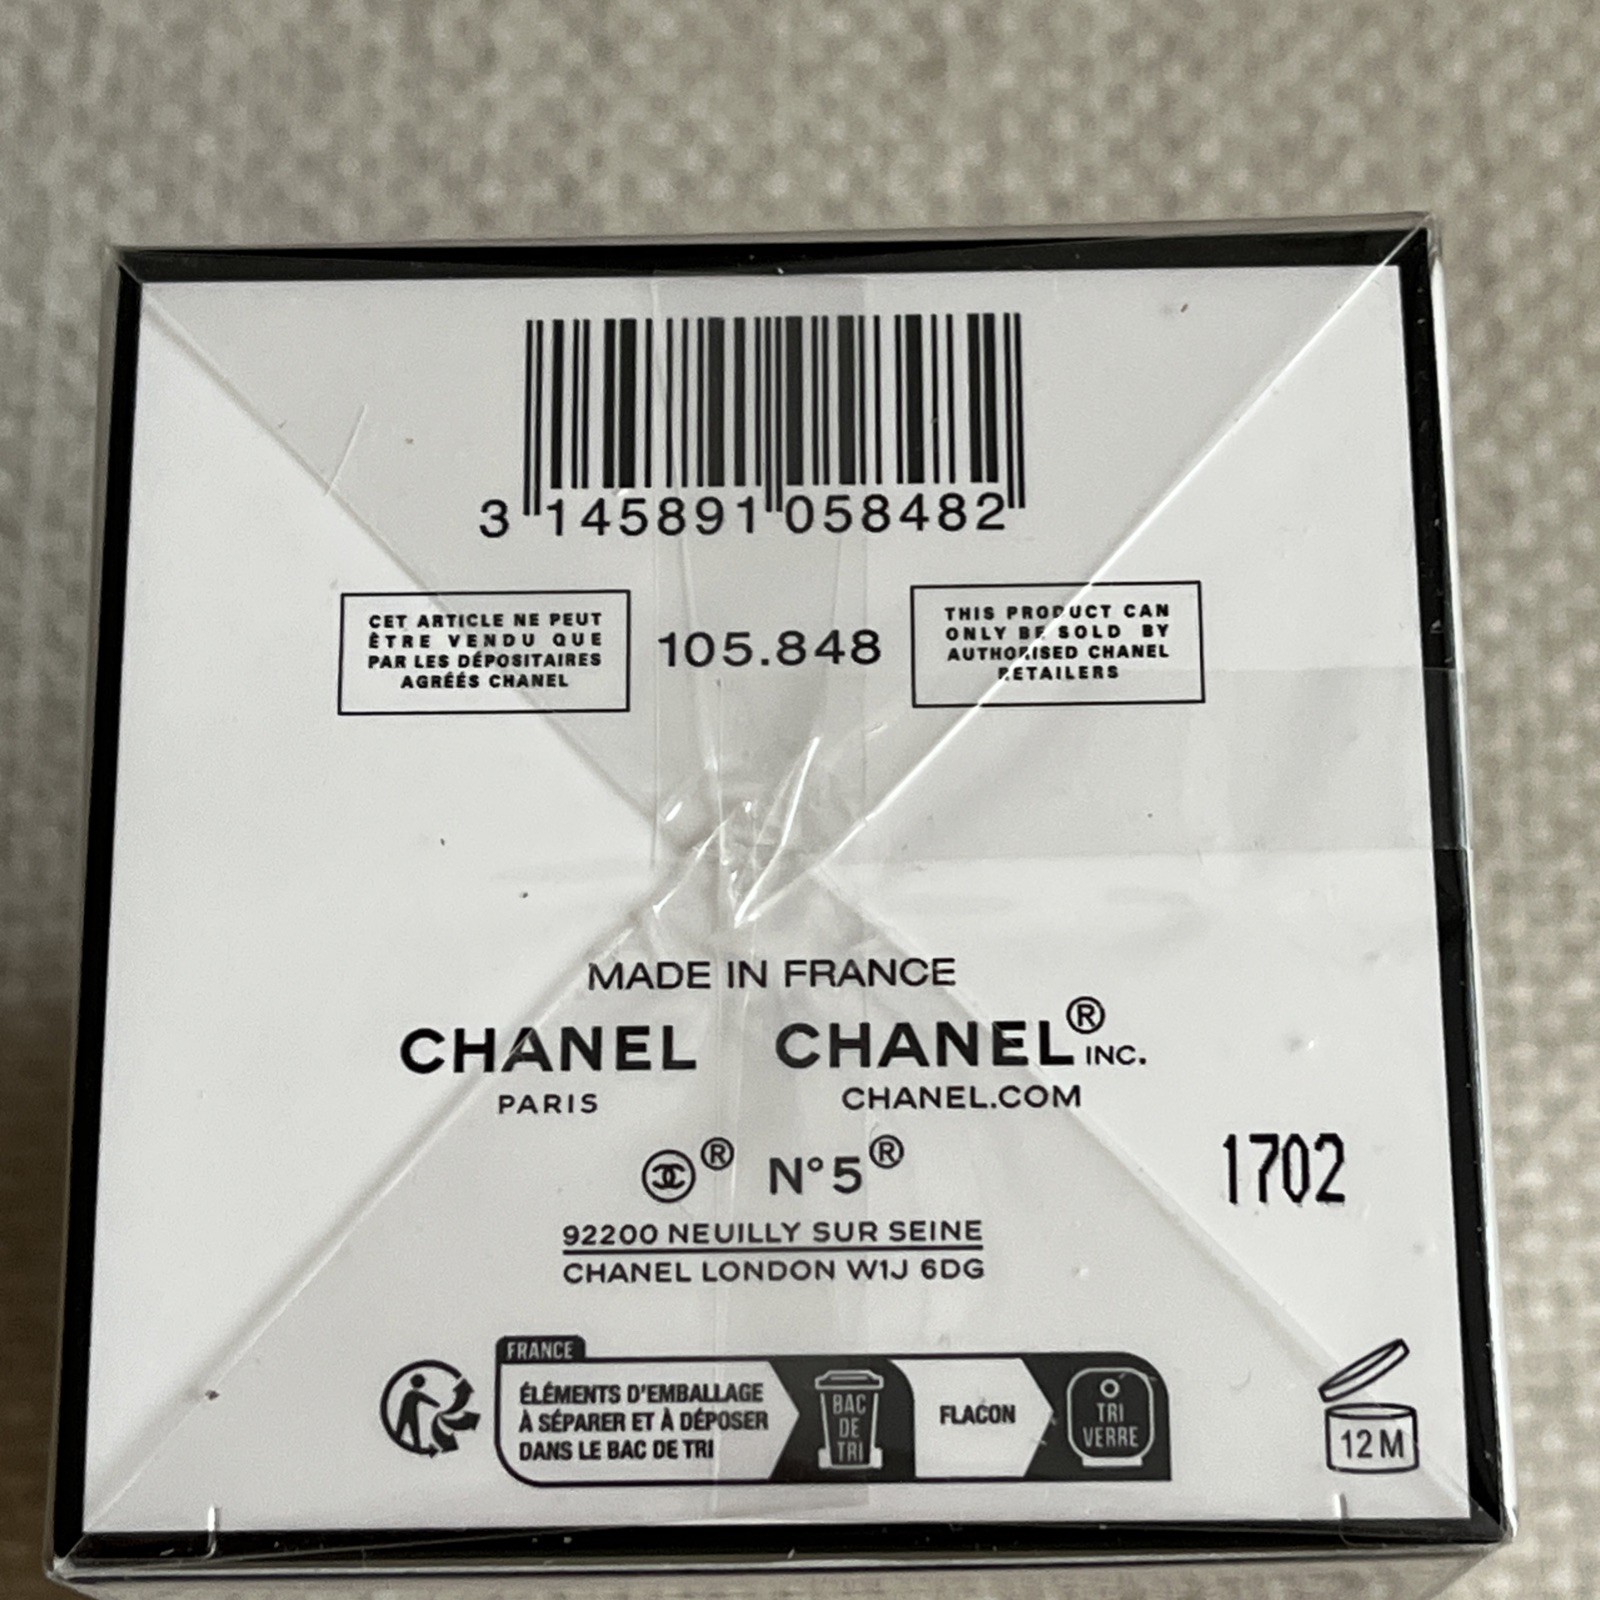 3 145891 058482
CET ARTICLE NE PEUT
ÊTRE VENDU QUE
PAR LES DÉPOSITAIRES
AGRÉÉS CHANEL
105.848
THIS PRODUCT CAN
ONLY BE SOLD BY
AUTHORISED CHANEL
RETAILERS
MADE IN FRANCE
CHANEL
PARIS
CHANEL® INC.
CHANEL.COM
® N°5®
1702
92200 NEUILLY SUR SEINE
CHANEL LONDON W1J 6DG
FRANCE
ÉLÉMENTS D'EMBALLAGE
À SÉPARER ET À DÉPOSER
DANS LE BAC DE TRI
BAC
DE
TRI
FLACON
TRI
VERRE
12 M